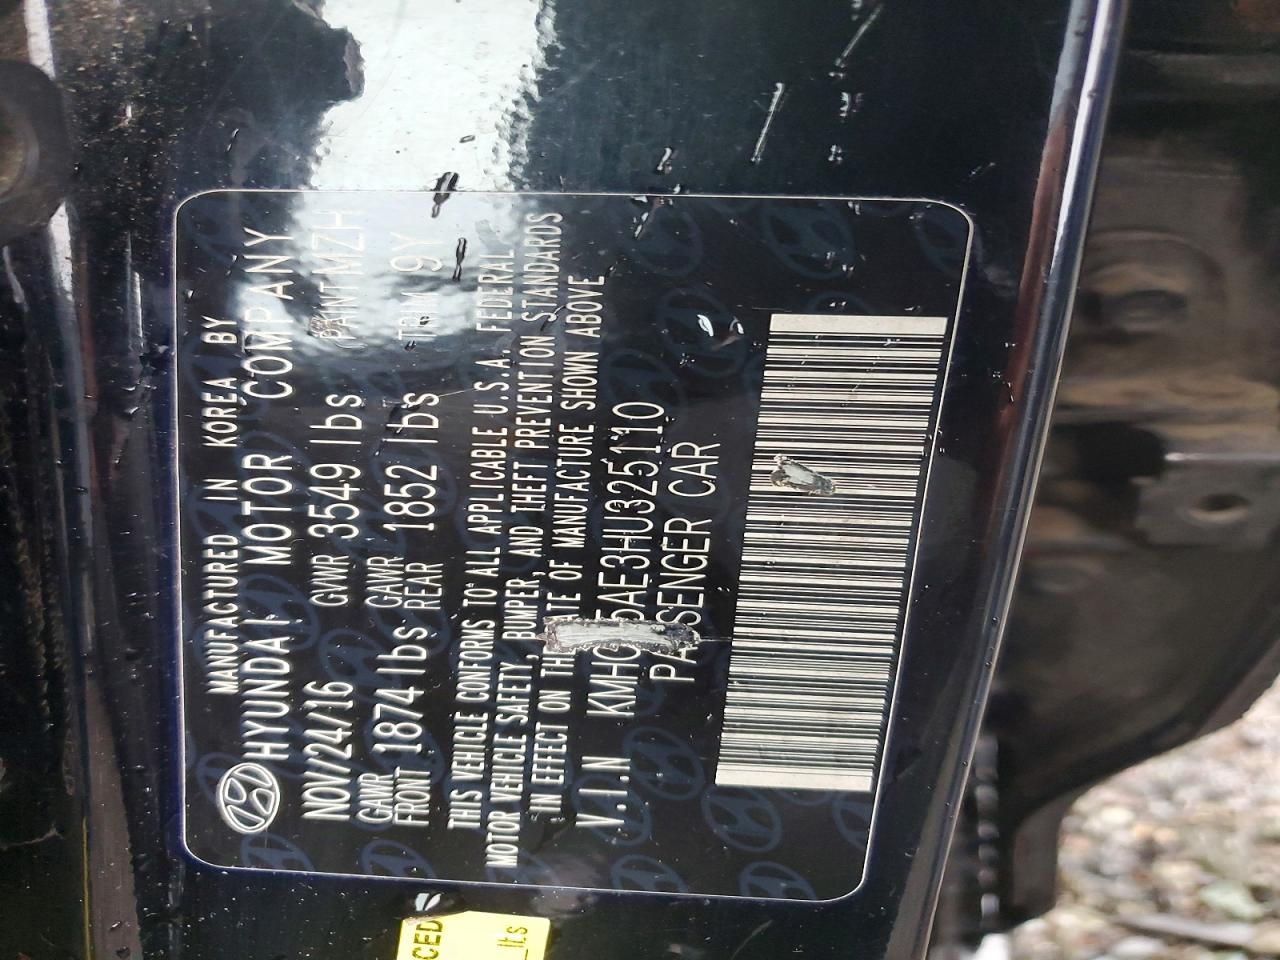 MANUFACTURED IN KOREA BY
HYUNDAI MOTOR COMPANY
NOV/24/16 GVWR 3549 lbs PAINT MZH
GAWR FRONT 1874 lbs GAWR REAR 1852 lbs TRIM 9Y
THIS VEHICLE CONFORMS TO ALL APPLICABLE U.S.A. FEDERAL
MOTOR VEHICLE SAFETY, BUMPER, AND THEFT PREVENTION STANDARDS
IN EFFECT ON THE DATE OF MANUFACTURE SHOWN ABOVE
V.I.N
PASSENGER CAR
CED
lts